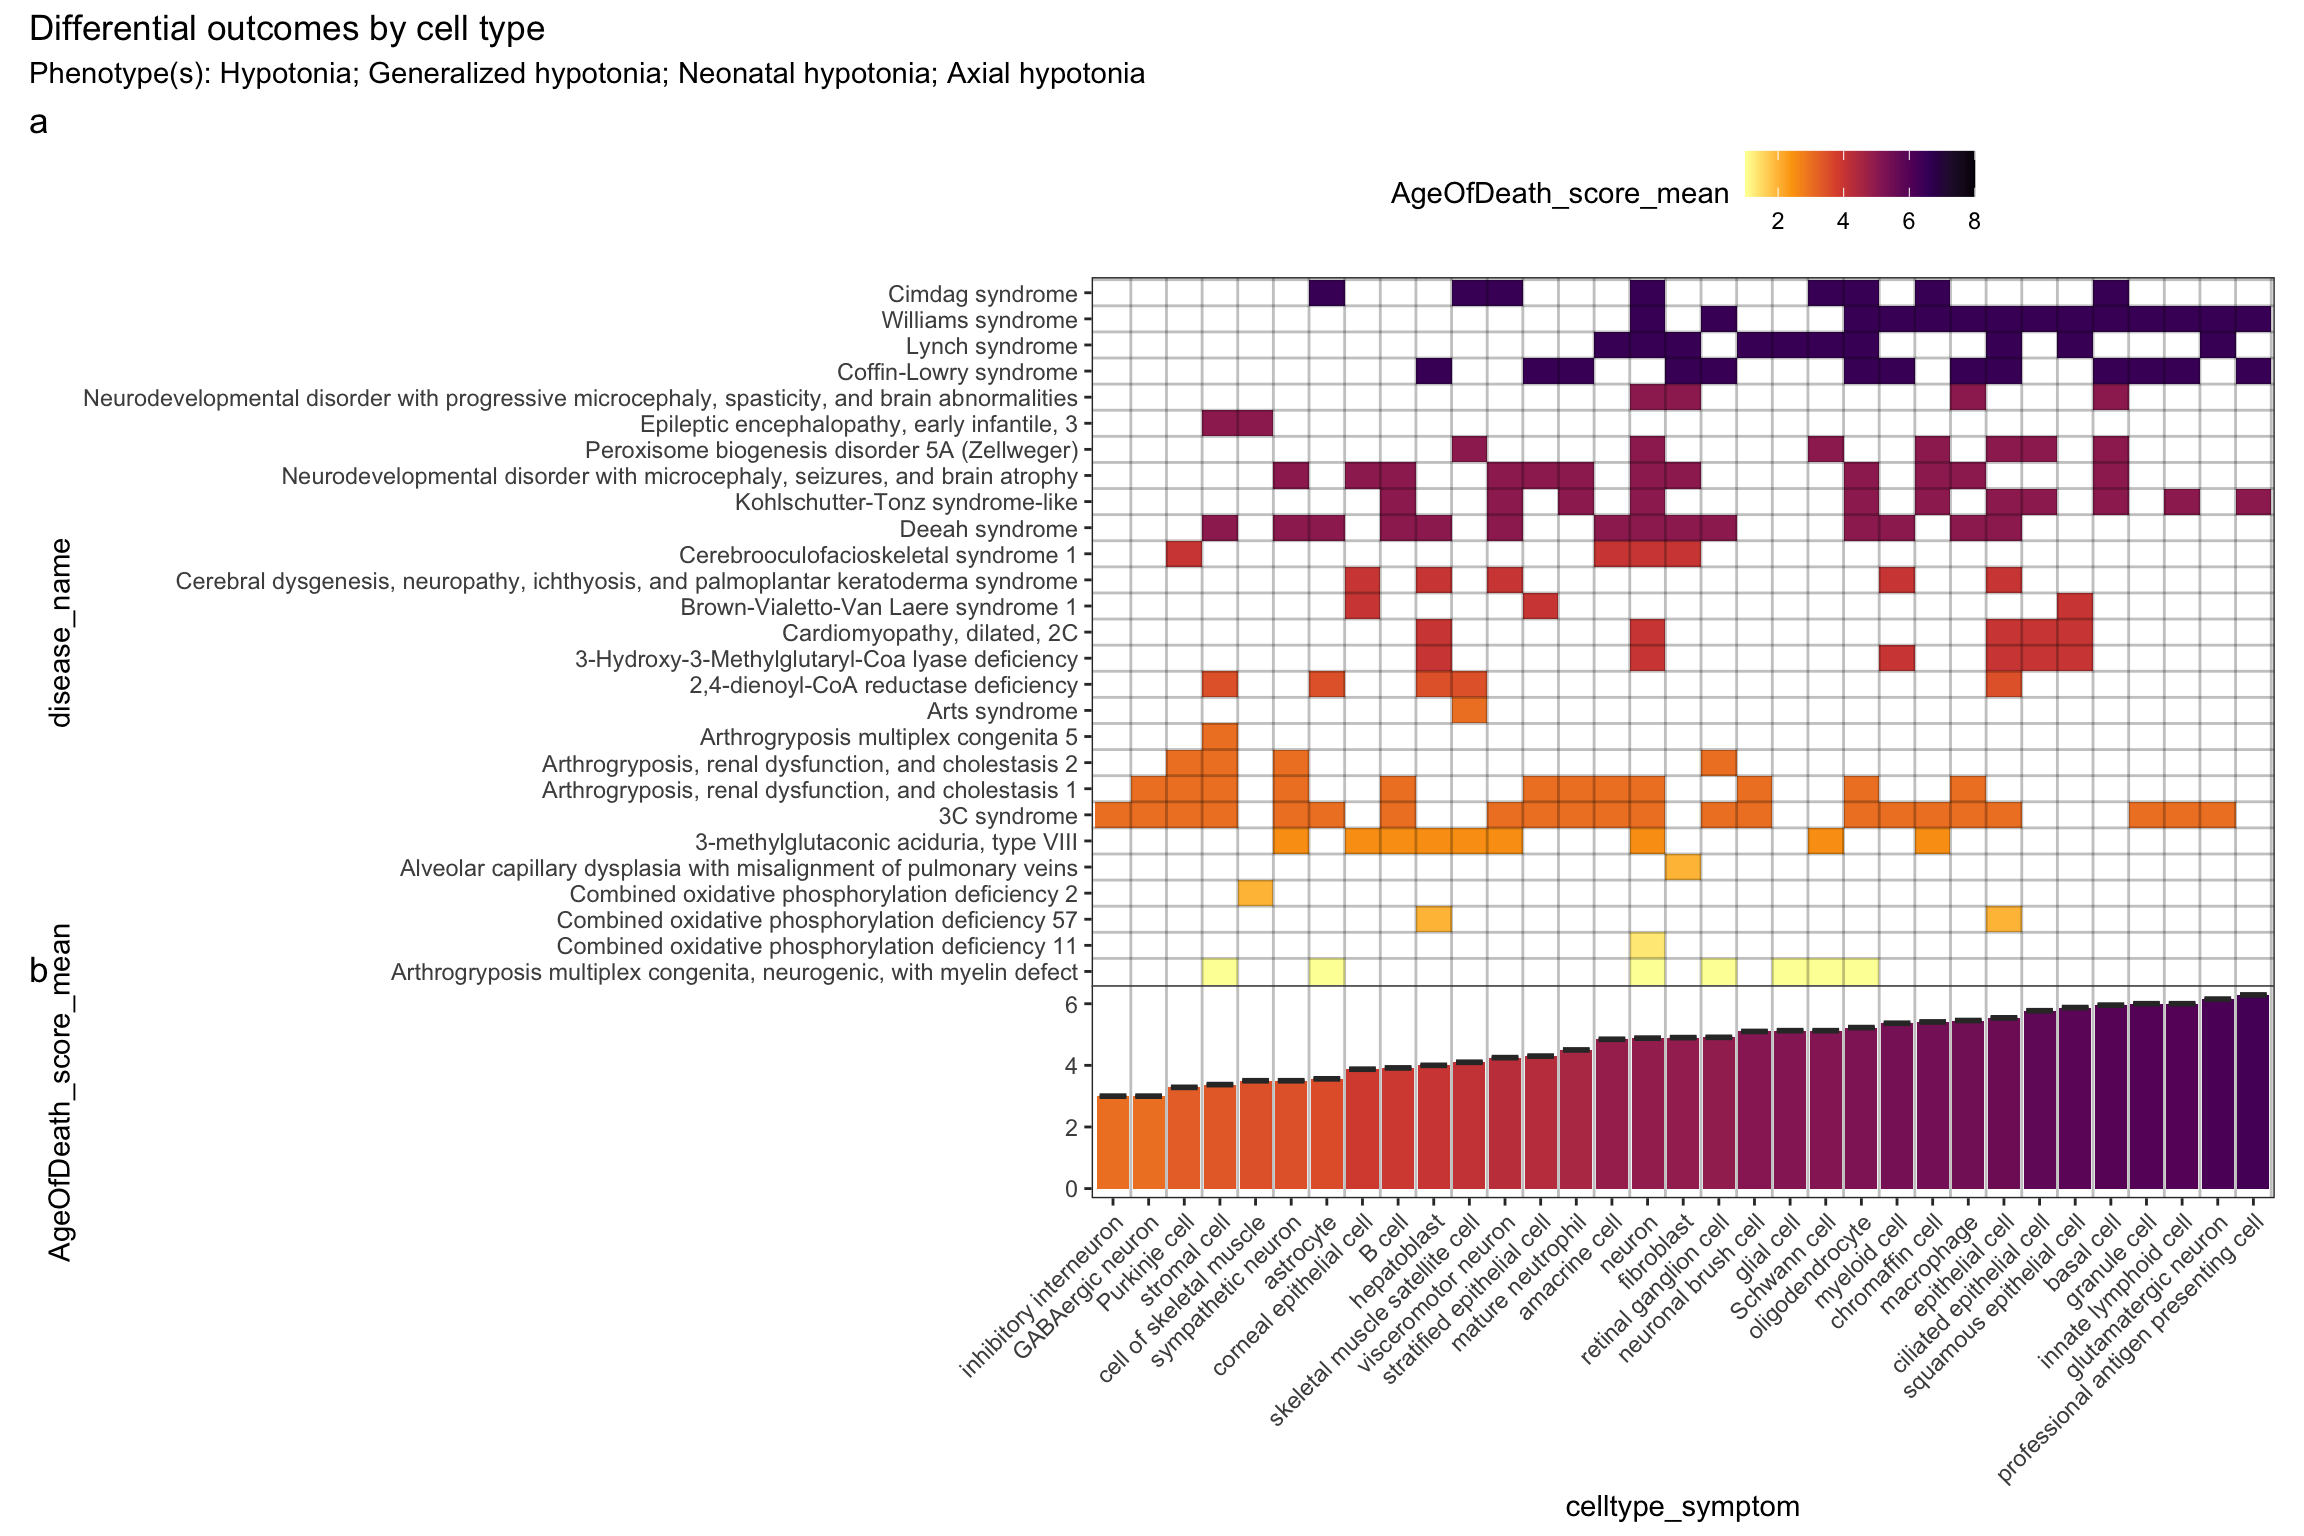 Differential outcomes by cell type
Phenotype(s): Hypotonia; Generalized hypotonia; Neonatal hypotonia; Axial hypotonia
a
AgeOfDeath_score_mean
2 4 6 8
disease_name
Cimdag syndrome
Williams syndrome
Lynch syndrome
Coffin-Lowry syndrome
Neurodevelopmental disorder with progressive microcephaly, spasticity, and brain abnormalities
Epileptic encephalopathy, early infantile, 3
Peroxisome biogenesis disorder 5A (Zellweger)
Neurodevelopmental disorder with microcephaly, seizures, and brain atrophy
Kohlschutter-Tonz syndrome-like
Deeah syndrome
Cerebrooculofacioskeletal syndrome 1
Cerebral dysgenesis, neuropathy, ichthyosis, and palmoplantar keratoderma syndrome
Brown-Vialetto-Van Laere syndrome 1
Cardiomyopathy, dilated, 2C
3-Hydroxy-3-Methylglutaryl-Coa lyase deficiency
2,4-dienoyl-CoA reductase deficiency
Arts syndrome
Arthrogryposis multiplex congenita 5
Arthrogryposis, renal dysfunction, and cholestasis 2
Arthrogryposis, renal dysfunction, and cholestasis 1
3C syndrome
3-methylglutaconic aciduria, type VIII
Alveolar capillary dysplasia with misalignment of pulmonary veins
Combined oxidative phosphorylation deficiency 2
Combined oxidative phosphorylation deficiency 57
Combined oxidative phosphorylation deficiency 11
Arthrogryposis multiplex congenita, neurogenic, with myelin defect
b
AgeOfDeath_score_mean
6
4
2
0
inhibitory interneuron
GABAergic neuron
Purkinje cell
stromal cell
cell of skeletal muscle
sympathetic neuron
astrocyte
corneal epithelial cell
B cell
hepatoblast
skeletal muscle satellite cell
visceromotor neuron
stratified epithelial cell
mature neutrophil
amacrine cell
neuron
fibroblast
retinal ganglion cell
neuronal brush cell
glial cell
Schwann cell
oligodendrocyte
myeloid cell
chromaffin cell
macrophage
epithelial cell
ciliated epithelial cell
squamous epithelial cell
basal cell
granule cell
innate lymphoid cell
glutamatergic neuron
professional antigen presenting cell
celltype_symptom